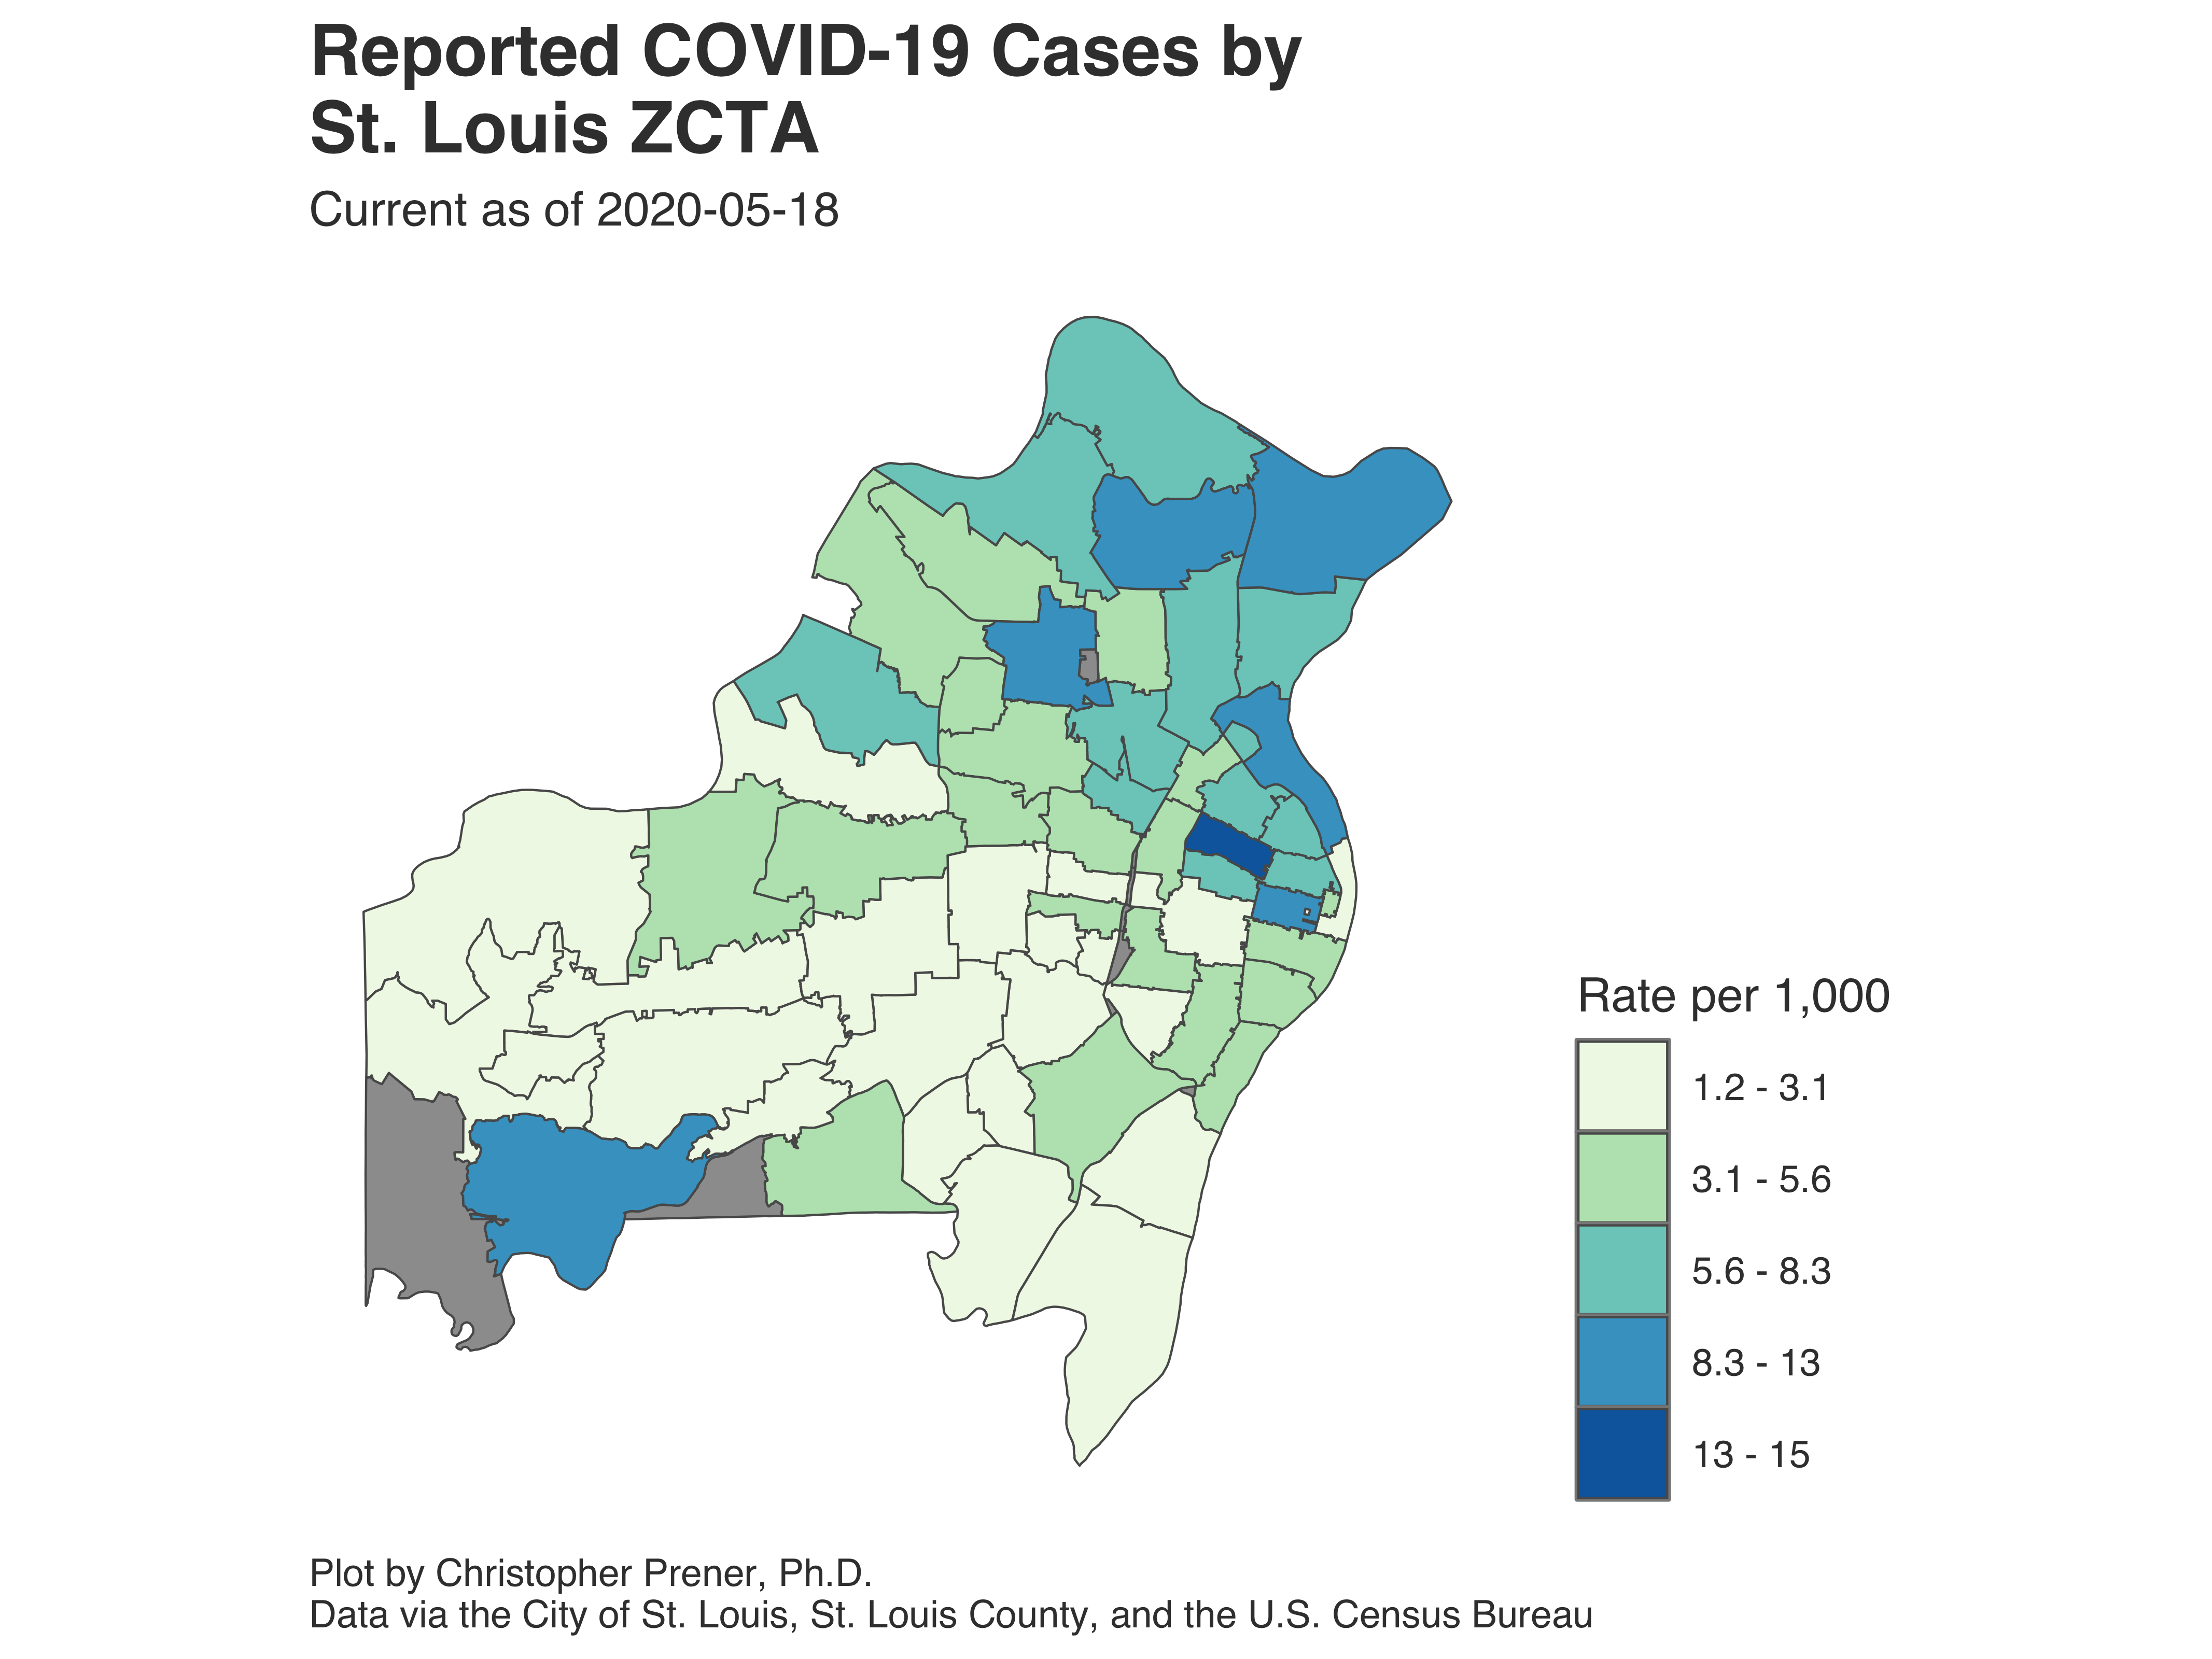 Reported COVID-19 Cases by
St. Louis ZCTA
Current as of 2020-05-18
Rate per 1,000
1.2 - 3.1
3.1 - 5.6
5.6 - 8.3
8.3 - 13
13 - 15
Plot by Christopher Prener, Ph.D.
Data via the City of St. Louis, St. Louis County, and the U.S. Census Bureau